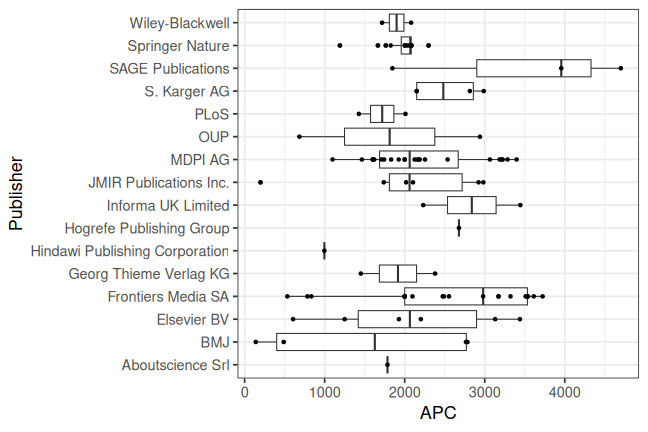 Publisher
Wiley-Blackwell
Springer Nature
SAGE Publications
S. Karger AG
PLoS
OUP
MDPI AG
JMIR Publications Inc.
Informa UK Limited
Hogrefe Publishing Group
Hindawi Publishing Corporation
Georg Thieme Verlag KG
Frontiers Media SA
Elsevier BV
BMJ
Aboutscience Srl
0 1000 2000 3000 4000
APC